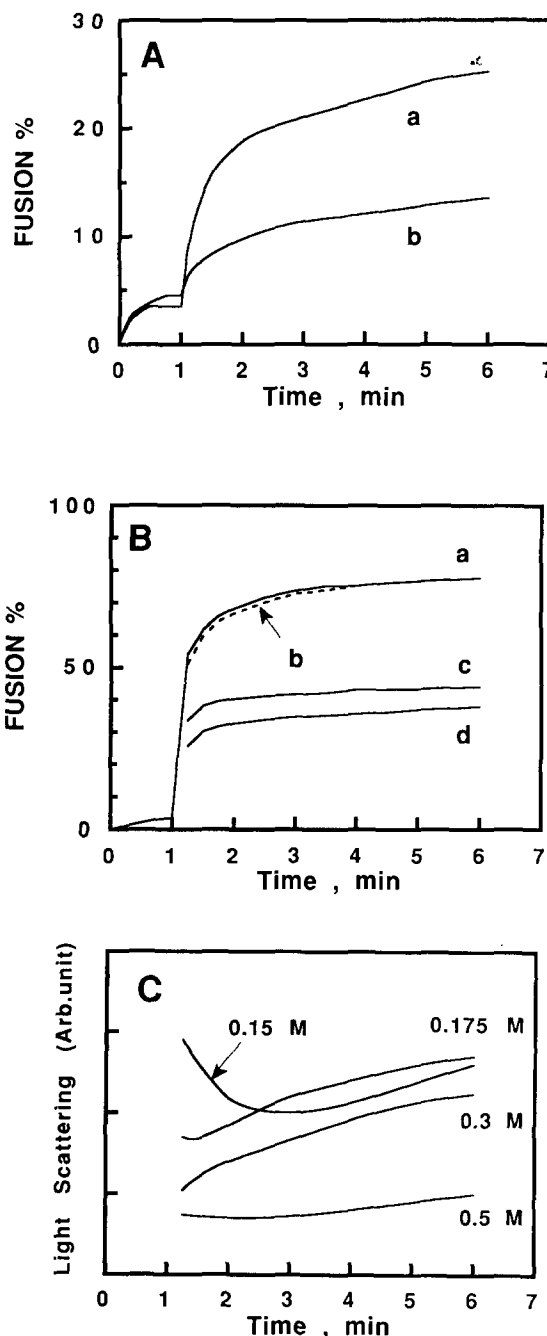 A
30
20
10
0
FUSION %
a
b
0 1 2 3 4 5 6 7
Time , min
B
100
50
0
FUSION %
a
b
c
d
0 1 2 3 4 5 6 7
Time , min
C
Light Scattering (Arb.unit)
0.15 M
0.175 M
0.3 M
0.5 M
0 1 2 3 4 5 6 7
Time , min